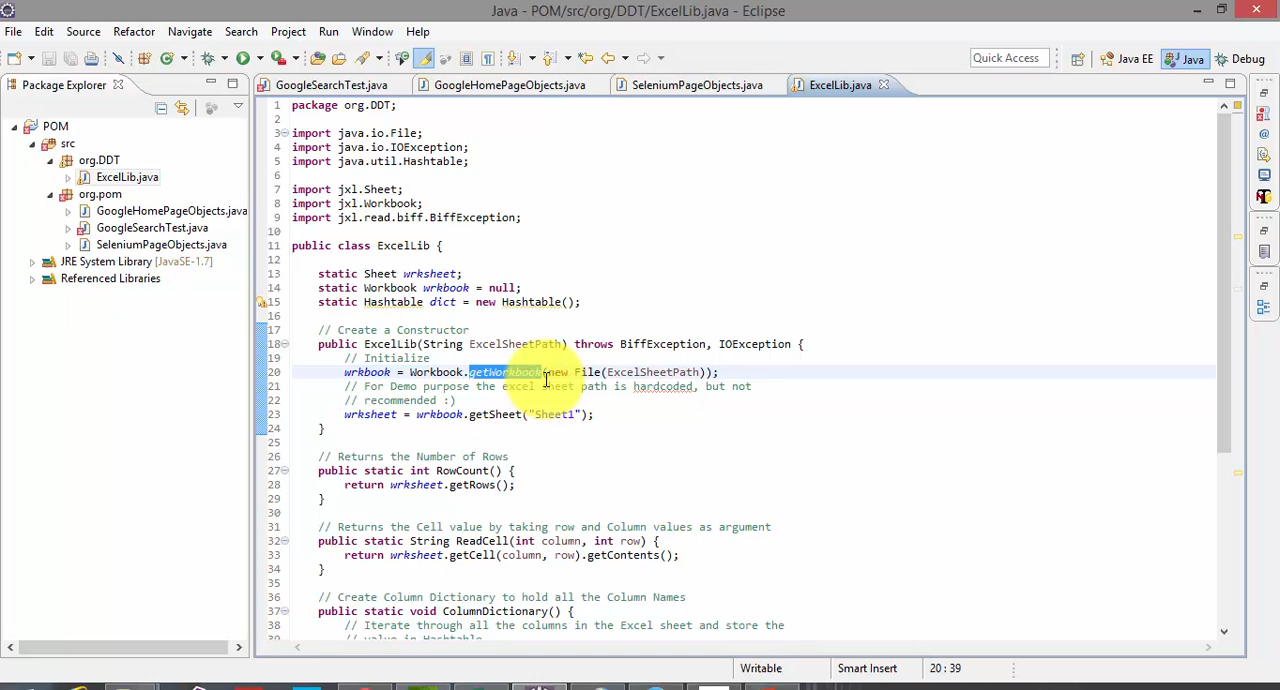 Java - POM/src/org/DDT/ExcelLib.java - Eclipse
File Edit Source Refactor Navigate Search Project Run Window Help
Quick Access Java EE Java Debug
Package Explorer
GoogleSearchTest.java GoogleHomePageObjects.java SeleniumPageObjects.java ExcelLib.java
POM
src
org.DDT
ExcelLib.java
org.pom
GoogleHomePageObjects.java
GoogleSearchTest.java
SeleniumPageObjects.java
JRE System Library [JavaSE-1.7]
Referenced Libraries
1 package org.DDT;
2
3 import java.io.File;
4 import java.io.IOException;
5 import java.util.Hashtable;
6
7 import jxl.Sheet;
8 import jxl.Workbook;
9 import jxl.read.biff.BiffException;
10
11 public class ExcelLib {
12
13 static Sheet wrksheet;
14 static Workbook wrkbook = null;
15 static Hashtable dict = new Hashtable();
16
17 // Create a Constructor
18 public ExcelLib(String ExcelSheetPath) throws BiffException, IOException {
19 // Initialize
20 wrkbook = Workbook.getWorkbook(new File(ExcelSheetPath));
21 // For Demo purpose the excel sheet path is hardcoded, but not
22 // recommended :)
23 wrksheet = wrkbook.getSheet("Sheet1");
24 }
25
26 // Returns the Number of Rows
27 public static int RowCount() {
28 return wrksheet.getRows();
29 }
30
31 // Returns the Cell value by taking row and Column values as argument
32 public static String ReadCell(int column, int row) {
33 return wrksheet.getCell(column, row).getContents();
34 }
35
36 // Create Column Dictionary to hold all the Column Names
37 public static void ColumnDictionary() {
38 // Iterate through all the columns in the Excel sheet and store the
39 // value in Hashtable
Writable Smart Insert 20 : 39